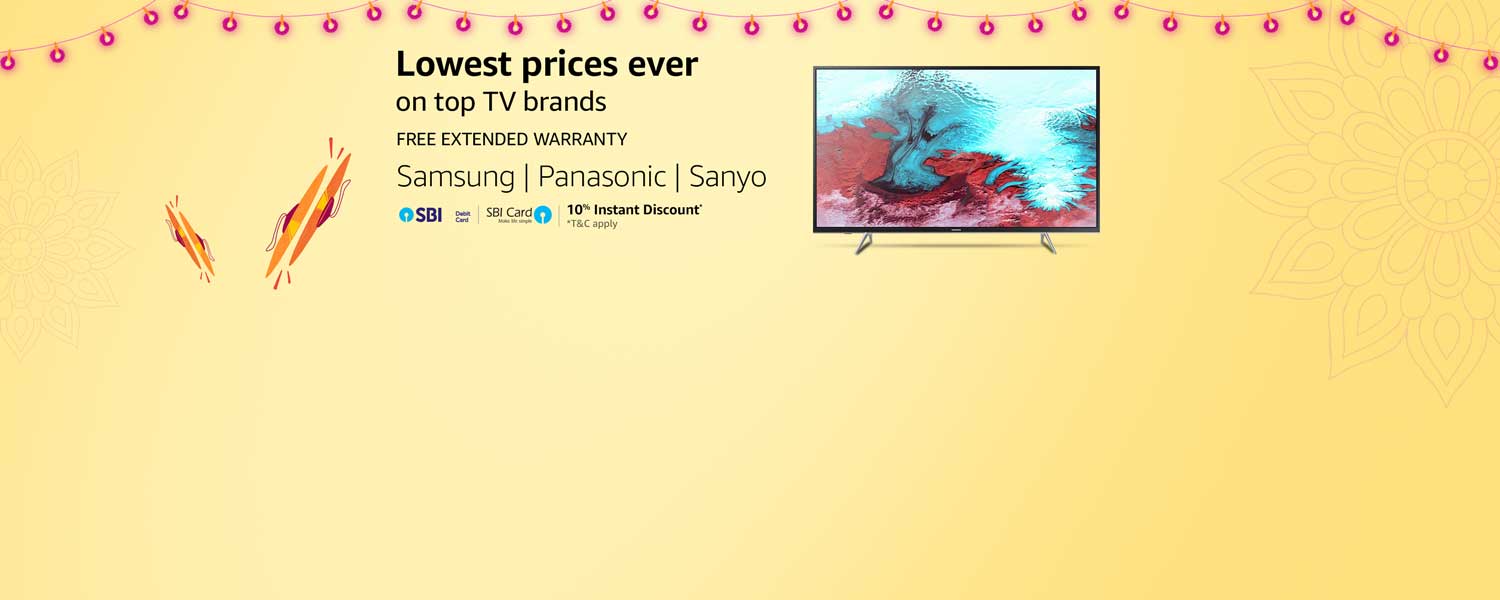 Lowest prices ever
on top TV brands
FREE EXTENDED WARRANTY
Samsung | Panasonic | Sanyo
SBI Debit Card | SBI Card Make life simple | 10% Instant Discount*
*T&C apply